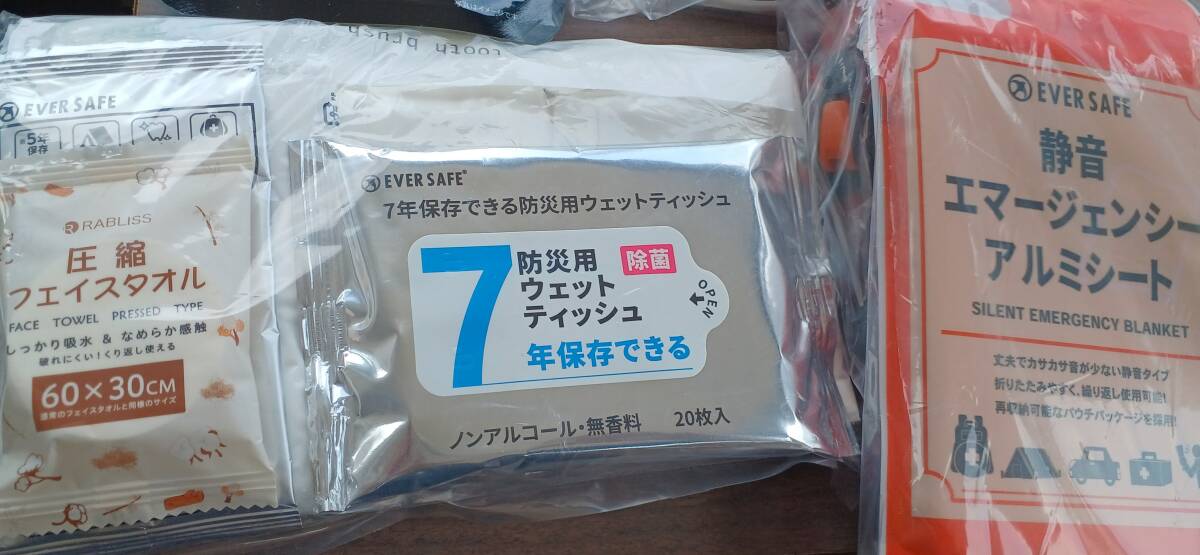 tooth brush
EVER SAFE
5年
保存
RABLISS
圧縮
フェイスタオル
FACE TOWEL PRESSED TYPE
しっかり吸水 & なめらか感触
破れにくい!くり返し使える
60×30CM
通常のフェイスタオルと同様のサイズ
EVER SAFE®
7年保存できる防災用ウェットティッシュ
7
防災用
ウェット
ティッシュ
除菌
年保存できる
OPEN
ノンアルコール・無香料 20枚入
EVER SAFE
静音
エマージェンシー
アルミシート
SILENT EMERGENCY BLANKET
丈夫でカサカサ音が少ない静音タイプ
折りたたみやすく、繰り返し使用可能!
再収納可能なパウチパッケージを採用!